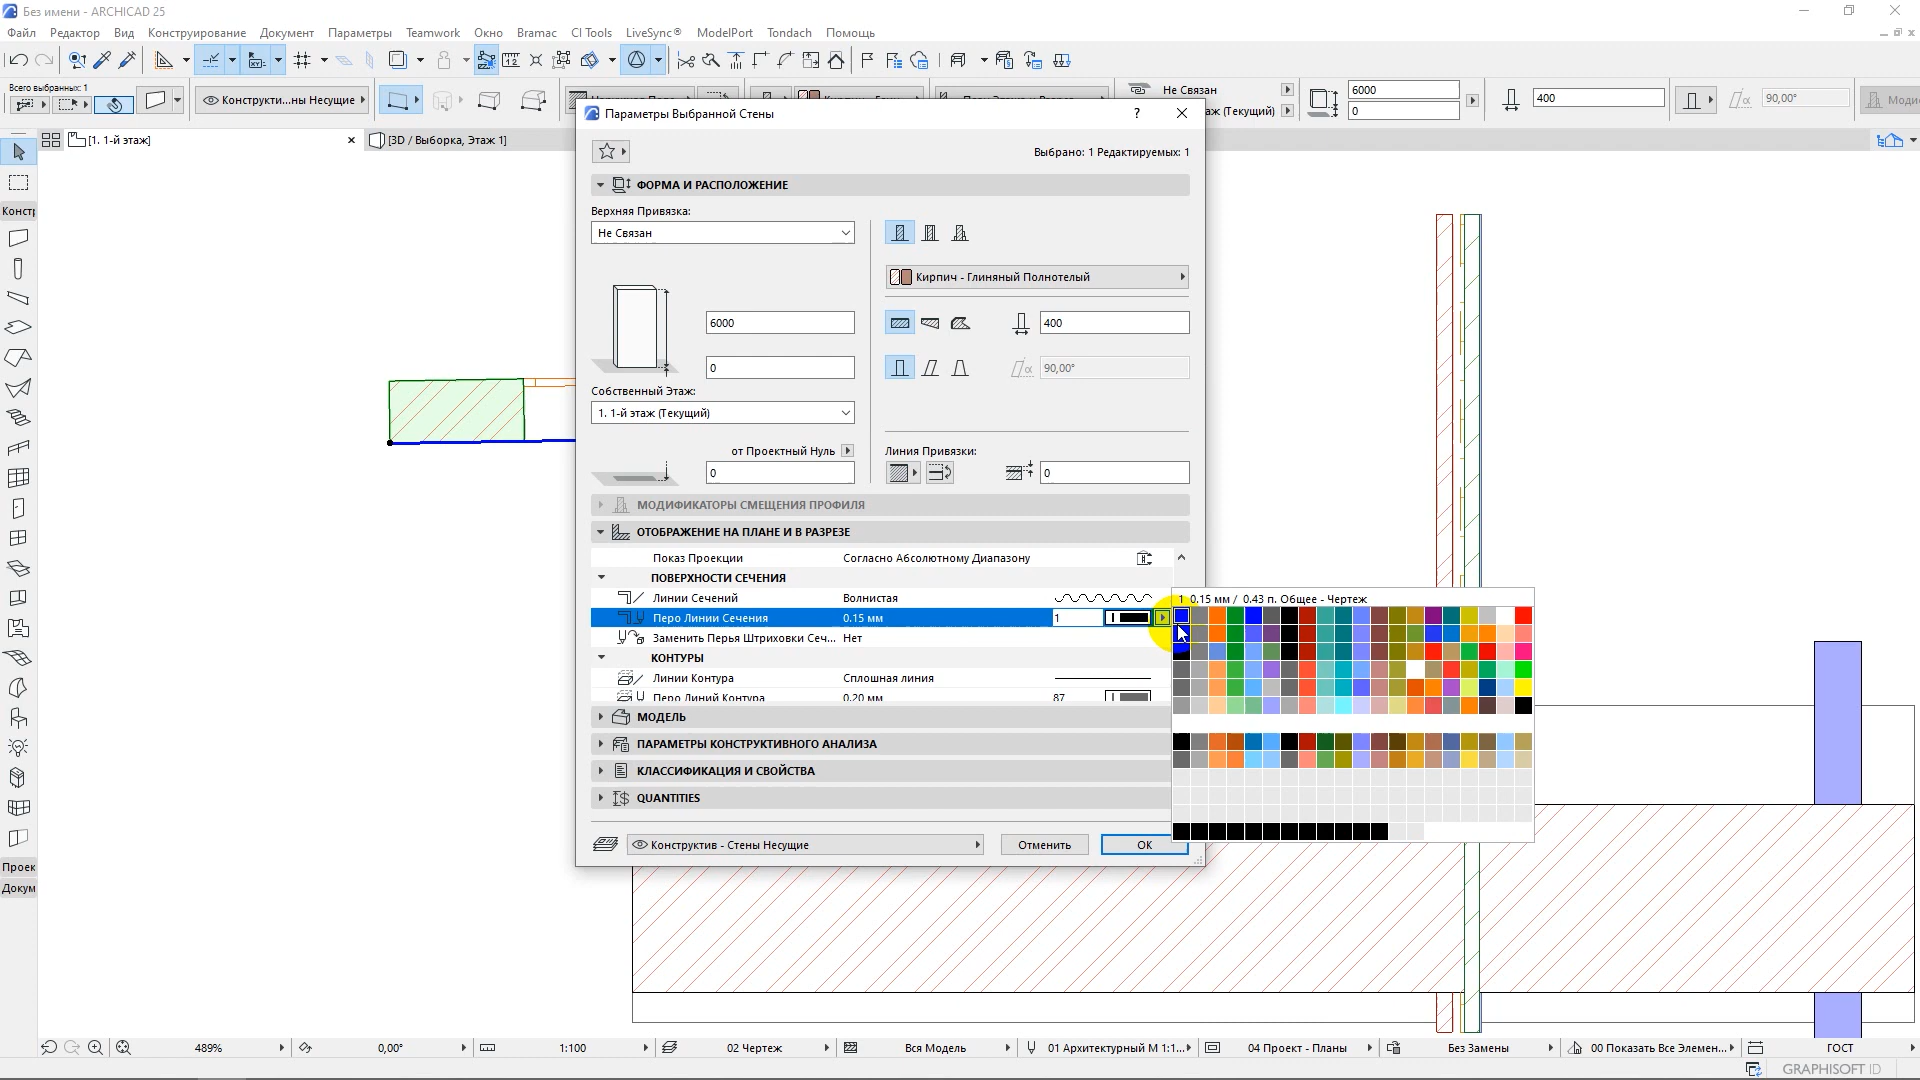 Без имени - ARCHICAD 25
Файл Редактор Вид Конструирование Документ Параметры Teamwork Окно Bramac CI Tools LiveSync® ModelPort Tondach Помощь
Всего выбранных: 1
Конструкти...ны Несущие
Не Связан
аж (Текущий)
6000
0
400
90,00°
Моди
[1. 1-й этаж]
[3D / Выборка, Этаж 1]
Констр
Проек
Докум
Параметры Выбранной Стены
?
Выбрано: 1 Редактируемых: 1
ФОРМА И РАСПОЛОЖЕНИЕ
Верхняя Привязка:
Не Связан
Кирпич - Глиняный Полнотелый
6000
400
0
90,00°
Собственный Этаж:
1. 1-й этаж (Текущий)
от Проектный Нуль
Линия Привязки:
0
0
МОДИФИКАТОРЫ СМЕЩЕНИЯ ПРОФИЛЯ
ОТОБРАЖЕНИЕ НА ПЛАНЕ И В РАЗРЕЗЕ
Показ Проекции Согласно Абсолютному Диапазону
ПОВЕРХНОСТИ СЕЧЕНИЯ
Линии Сечений Волнистая
Перо Линии Сечения 0.15 мм 1
Заменить Перья Штриховки Сеч... Нет
КОНТУРЫ
Линии Контура Сплошная линия
Перо Линий Контура 0.20 мм 87
МОДЕЛЬ
ПАРАМЕТРЫ КОНСТРУКТИВНОГО АНАЛИЗА
КЛАССИФИКАЦИЯ И СВОЙСТВА
QUANTITIES
Конструктив - Стены Несущие
Отменить
OK
1 0.15 мм / 0.43 п. Общее - Чертеж
489% 0,00° 1:100 02 Чертеж Вся Модель 01 Архитектурный М 1:1... 04 Проект - Планы Без Замены 00 Показать Все Элемен... ГОСТ
GRAPHISOFT ID